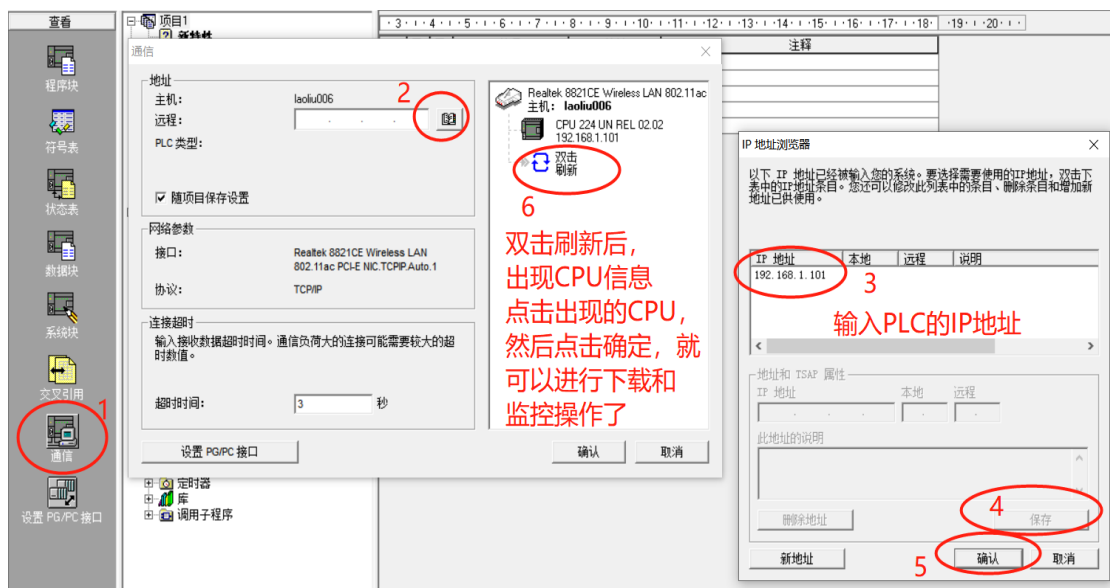 查看
程序块
符号表
状态表
数据块
系统块
交叉引用
1
通信
设置 PG/PC 接口
项目1
新特性
· 3 · ı · 4 · ı · 5 · ı · 6 · ı · 7 · ı · 8 · ı · 9 · ı · 10 · ı · 11 · ı · 12 · ı · 13 · ı · 14 · ı · 15 · ı · 16 · ı · 17 · ı · 18 · ı · 19 · ı · 20 · ı ·
注释
通信
地址
主机: laoliu006
2
远程:
PLC 类型:
随项目保存设置
网络参数
接口: Realtek 8821CE Wireless LAN
802.11ac PCI-E NIC.TCPIP.Auto.1
协议: TCP/IP
连接超时
输入接收数据超时时间。通信负荷大的连接可能需要较大的超
时数值。
超时时间: 3 秒
设置 PG/PC 接口
确认
取消
Realtek 8821CE Wireless LAN 802.11ac
主机: laoliu006
CPU 224 UN REL 02.02
192.168.1.101
双击
刷新
6
双击刷新后,
出现CPU信息
点击出现的CPU,
然后点击确定, 就
可以进行下载和
监控操作了
定时器
库
调用子程序
IP 地址浏览器
以下 IP 地址已经被输入您的系统。要选择需要使用的IP地址,双击下
表中的IP地址条目。您还可以修改此列表中的条目、删除条目和增加新
地址已供使用。
IP 地址 本地 远程 说明
192.168.1.101
3
输入PLC的IP地址
地址和 TSAP 属性
IP 地址 本地 远程
此地址的说明
删除地址
4
保存
新地址
5
确认
取消